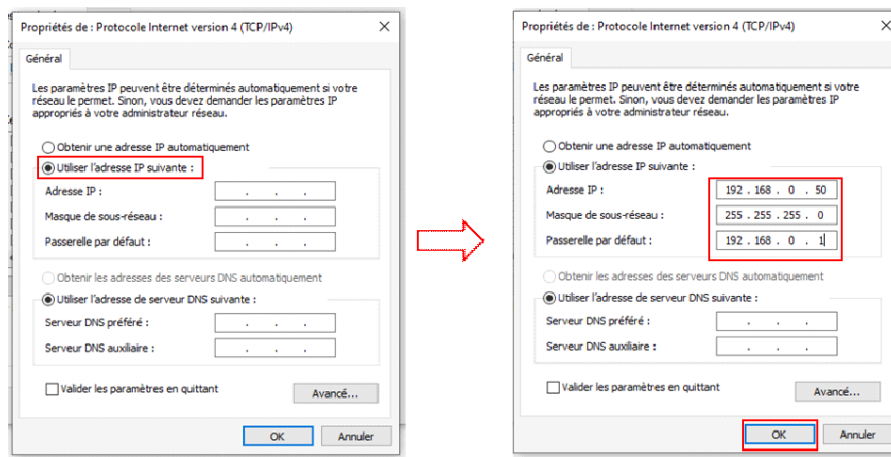 Propriétés de : Protocole Internet version 4 (TCP/IPv4)
Général
Les paramètres IP peuvent être déterminés automatiquement si votre
réseau le permet. Sinon, vous devez demander les paramètres IP
appropriés à votre administrateur réseau.
Obtenir une adresse IP automatiquement
Utiliser l'adresse IP suivante :
Adresse IP : . . .
Masque de sous-réseau : . . .
Passerelle par défaut : . . .
Obtenir les adresses des serveurs DNS automatiquement
Utiliser l'adresse de serveur DNS suivante :
Serveur DNS préféré : . . .
Serveur DNS auxiliaire : . . .
Valider les paramètres en quittant
Avancé...
OK
Annuler
Propriétés de : Protocole Internet version 4 (TCP/IPv4)
Général
Les paramètres IP peuvent être déterminés automatiquement si votre
réseau le permet. Sinon, vous devez demander les paramètres IP
appropriés à votre administrateur réseau.
Obtenir une adresse IP automatiquement
Utiliser l'adresse IP suivante :
Adresse IP : 192 . 168 . 0 . 50
Masque de sous-réseau : 255 . 255 . 255 . 0
Passerelle par défaut : 192 . 168 . 0 . 1
Obtenir les adresses des serveurs DNS automatiquement
Utiliser l'adresse de serveur DNS suivante :
Serveur DNS préféré : . . .
Serveur DNS auxiliaire : . . .
Valider les paramètres en quittant
Avancé...
OK
Annuler